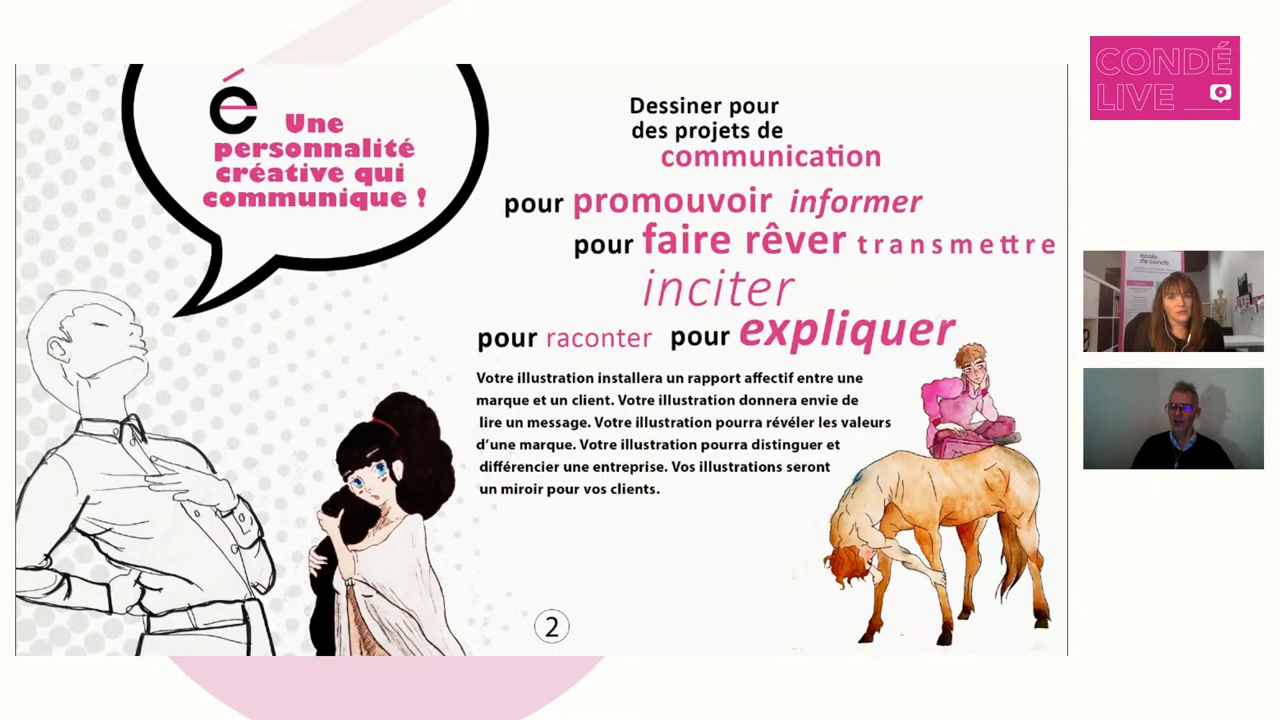 é
Une
personnalité
créative qui
communique !
Dessiner pour
des projets de
communication
pour promouvoir informer
pour faire rêver transmettre
inciter
pour raconter pour expliquer
Votre illustration installera un rapport affectif entre une
marque et un client. Votre illustration donnera envie de
lire un message. Votre illustration pourra révéler les valeurs
d'une marque. Votre illustration pourra distinguer et
différencier une entreprise. Vos illustrations seront
un miroir pour vos clients.
2
CONDÉ
LIVE
école
de condé